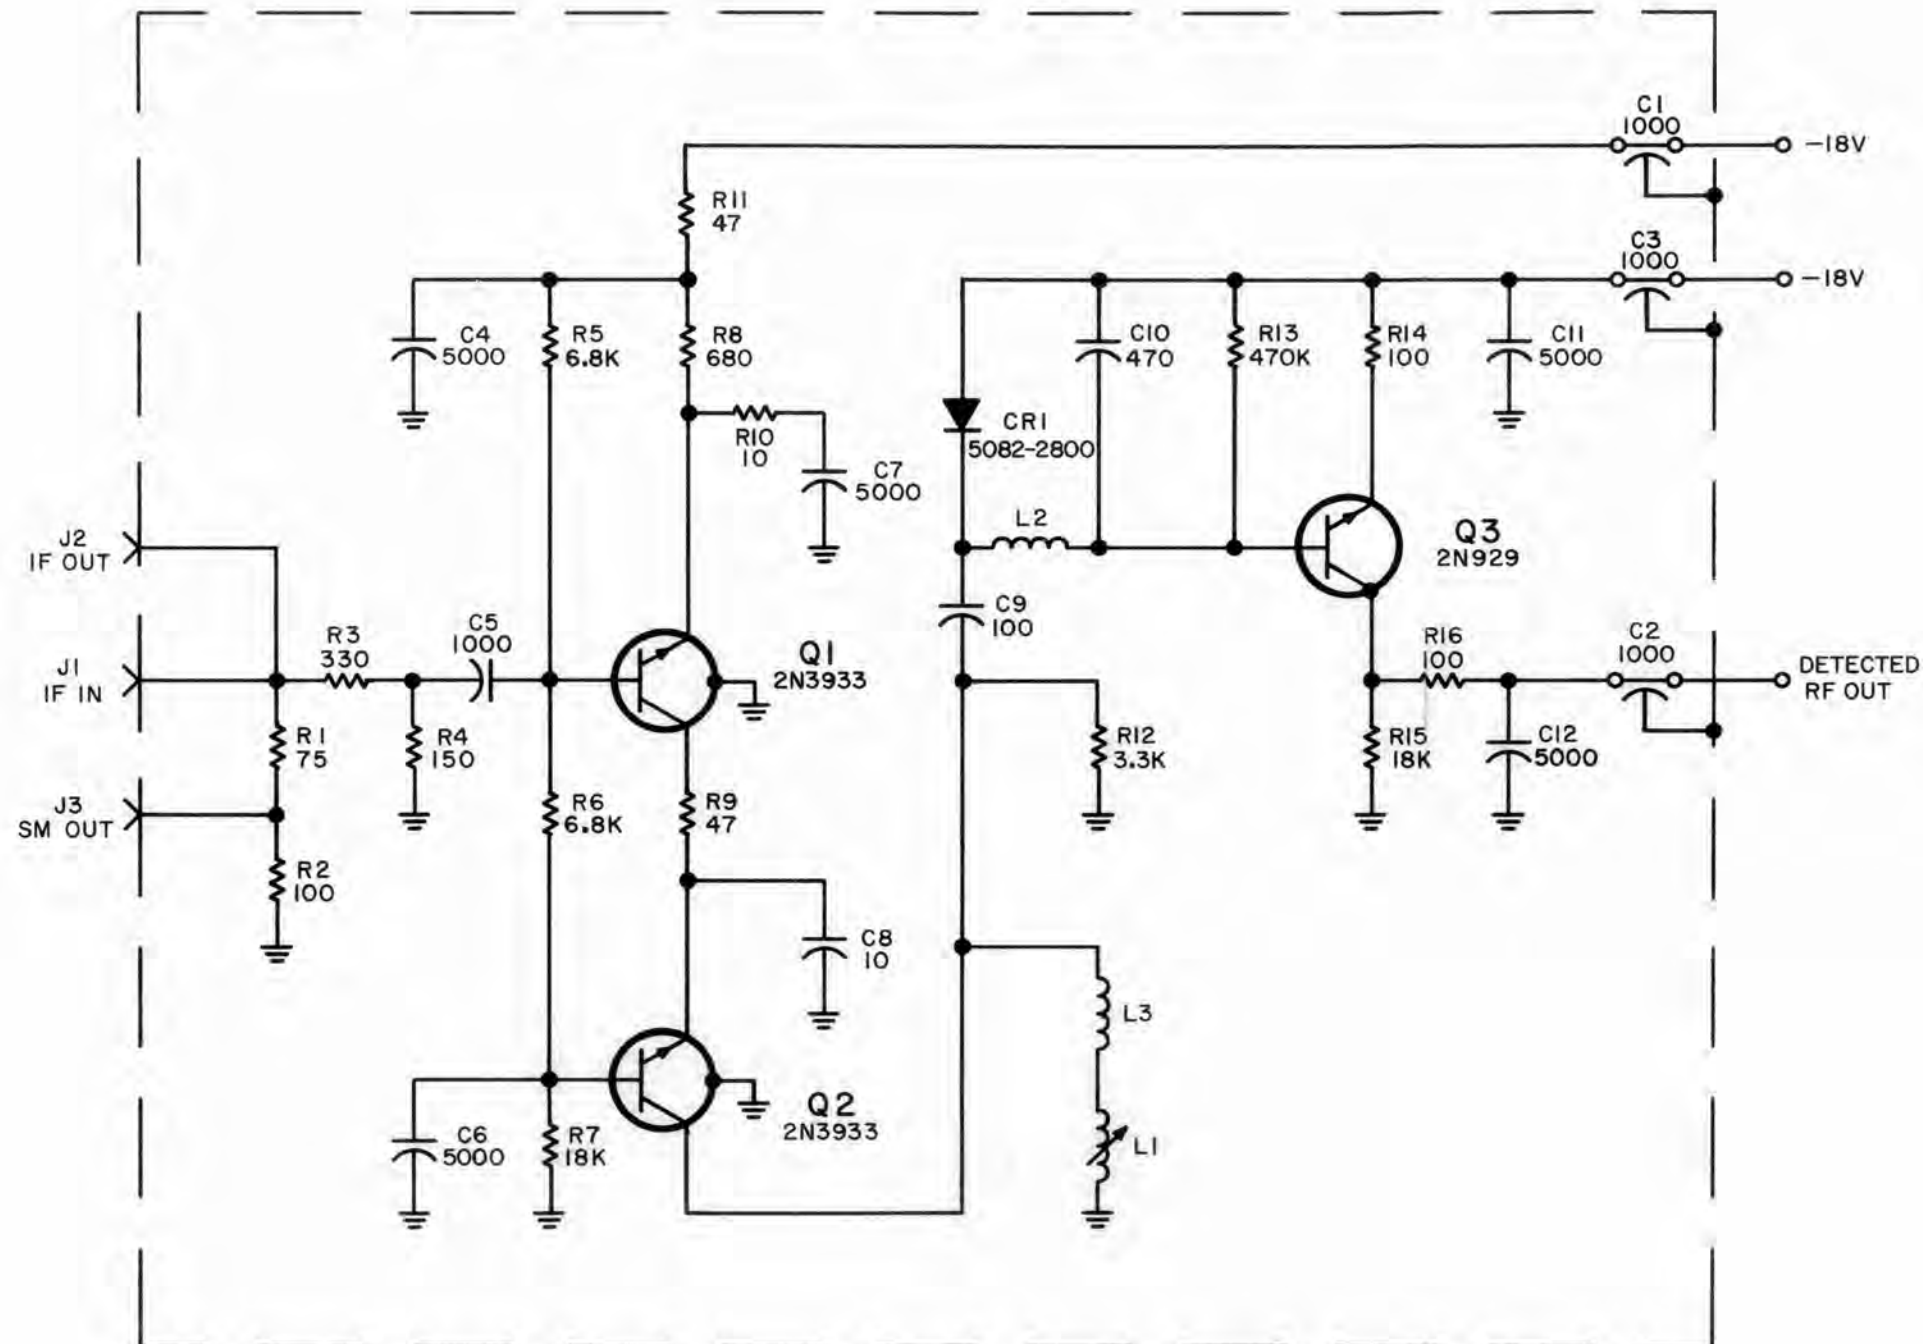 C1
1000
-18V
R11
47
C3
1000
-18V
C4
5000
R5
6.8K
R8
680
C10
470
R13
470K
R14
100
C11
5000
R10
10
CR1
5082-2800
C7
5000
J2
IF OUT
L2
Q3
2N929
C9
100
J1
IF IN
R3
330
C5
1000
Q1
2N3933
R16
100
C2
1000
DETECTED
RF OUT
R1
75
R4
150
R12
3.3K
R15
18K
C12
5000
J3
SM OUT
R6
6.8K
R9
47
R2
100
C8
10
L3
Q2
2N3933
C6
5000
R7
18K
L1